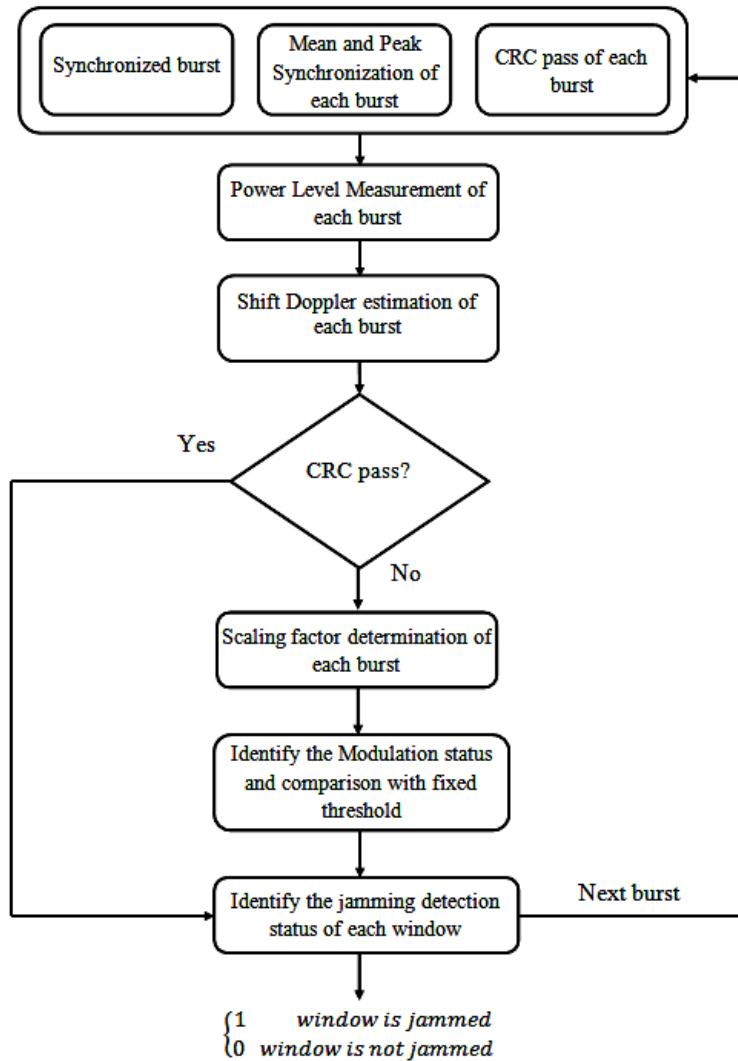 Synchronized burst
Mean and Peak
Synchronization of
each burst
CRC pass of each
burst
Power Level Measurement of
each burst
Shift Doppler estimation of
each burst
Yes
CRC pass?
No
Scaling factor determination of
each burst
Identify the Modulation status
and comparison with fixed
threshold
Identify the jamming detection
status of each window
Next burst
{1 window is jammed
0 window is not jammed